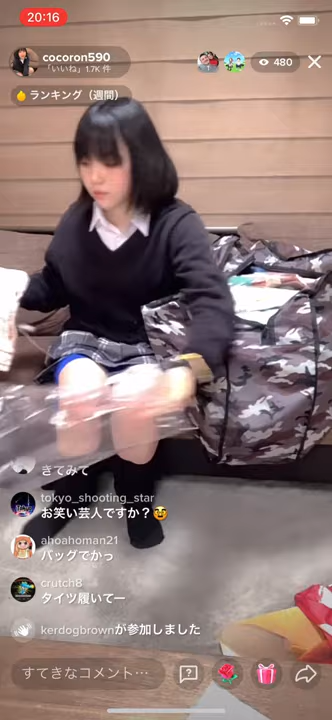 20:16
cocoron590
「いいね」1.7K 件
480
ランキング（週間）
きてみて
tokyo_shooting_star
お笑い芸人ですか？🥸
ahoahoman21
バッグでかっ
crutch8
タイツ履いてー
kerdogbrownが参加しました
すてきなコメント…